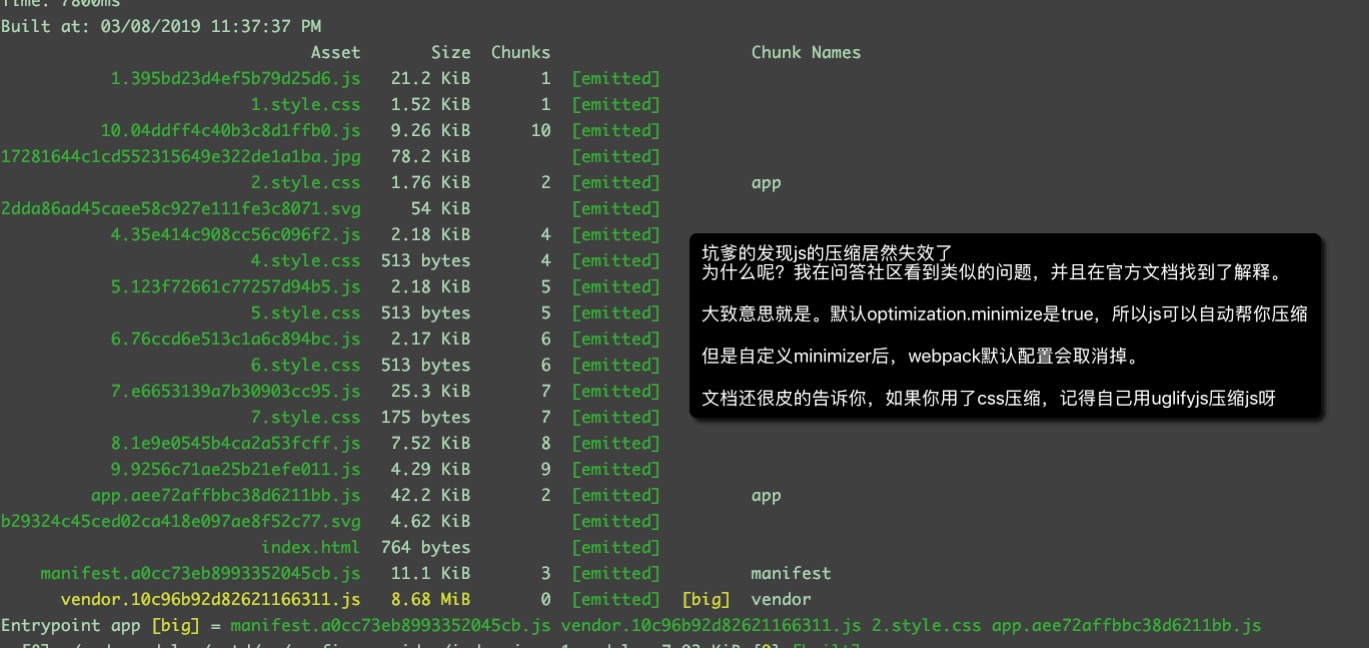 Time: 7800ms
Built at: 03/08/2019 11:37:37 PM
Asset Size Chunks Chunk Names
1.395bd23d4ef5b79d25d6.js 21.2 KiB 1 [emitted]
1.style.css 1.52 KiB 1 [emitted]
10.04ddff4c40b3c8d1ffb0.js 9.26 KiB 10 [emitted]
17281644c1cd552315649e322de1a1ba.jpg 78.2 KiB [emitted]
2.style.css 1.76 KiB 2 [emitted] app
2dda86ad45caee58c927e111fe3c8071.svg 54 KiB [emitted]
4.35e414c908cc56c096f2.js 2.18 KiB 4 [emitted]
4.style.css 513 bytes 4 [emitted]
5.123f72661c77257d94b5.js 2.18 KiB 5 [emitted]
5.style.css 513 bytes 5 [emitted]
6.76ccd6e513c1a6c894bc.js 2.17 KiB 6 [emitted]
6.style.css 513 bytes 6 [emitted]
7.e6653139a7b30903cc95.js 25.3 KiB 7 [emitted]
7.style.css 175 bytes 7 [emitted]
8.1e9e0545b4ca2a53fcff.js 7.52 KiB 8 [emitted]
9.9256c71ae25b21efe011.js 4.29 KiB 9 [emitted]
app.aee72affbbc38d6211bb.js 42.2 KiB 2 [emitted] app
b29324c45ced02ca418e097ae8f52c77.svg 4.62 KiB [emitted]
index.html 764 bytes [emitted]
manifest.a0cc73eb8993352045cb.js 11.1 KiB 3 [emitted] manifest
vendor.10c96b92d82621166311.js 8.68 MiB 0 [emitted] [big] vendor
Entrypoint app [big] = manifest.a0cc73eb8993352045cb.js vendor.10c96b92d82621166311.js 2.style.css app.aee72affbbc38d6211bb.js
坑爹的发现js的压缩居然失效了
为什么呢？我在问答社区看到类似的问题，并且在官方文档找到了解释。
大致意思就是。默认optimization.minimize是true，所以js可以自动帮你压缩
但是自定义minimizer后，webpack默认配置会取消掉。
文档还很皮的告诉你，如果你用了css压缩，记得自己用uglifyjs压缩js呀